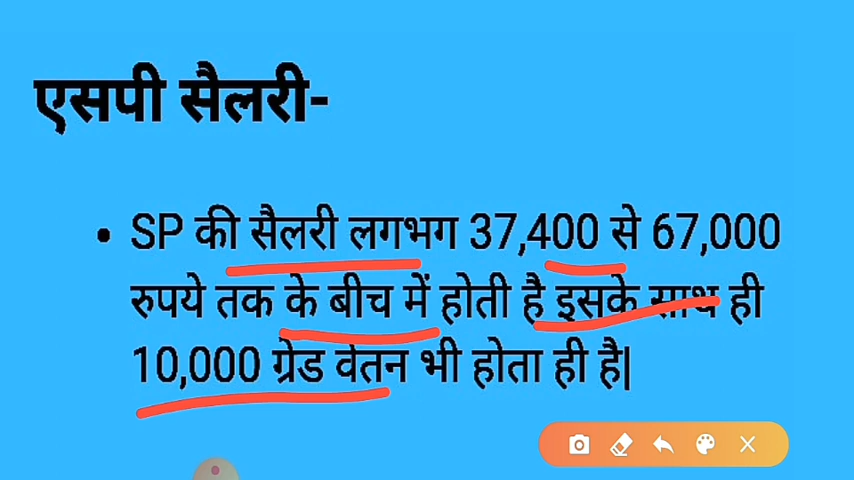 एसपी सैलरी-
• SP की सैलरी लगभग 37,400 से 67,000
रुपये तक के बीच में होती है इसके साथ ही
10,000 ग्रेड वेतन भी होता ही है|